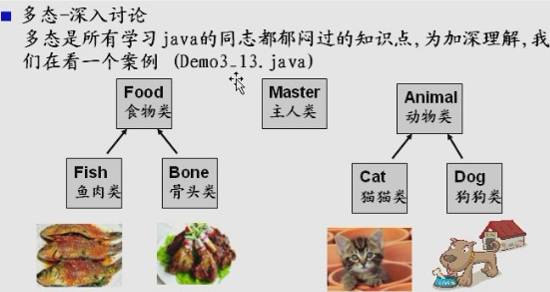 多态-深入讨论
多态是所有学习java的同志都郁闷过的知识点,为加深理解,我
们在看一个案例 (Demo3_13.java)
Food
食物类
Master
主人类
Animal
动物类
Fish
鱼肉类
Bone
骨头类
Cat
猫猫类
Dog
狗狗类